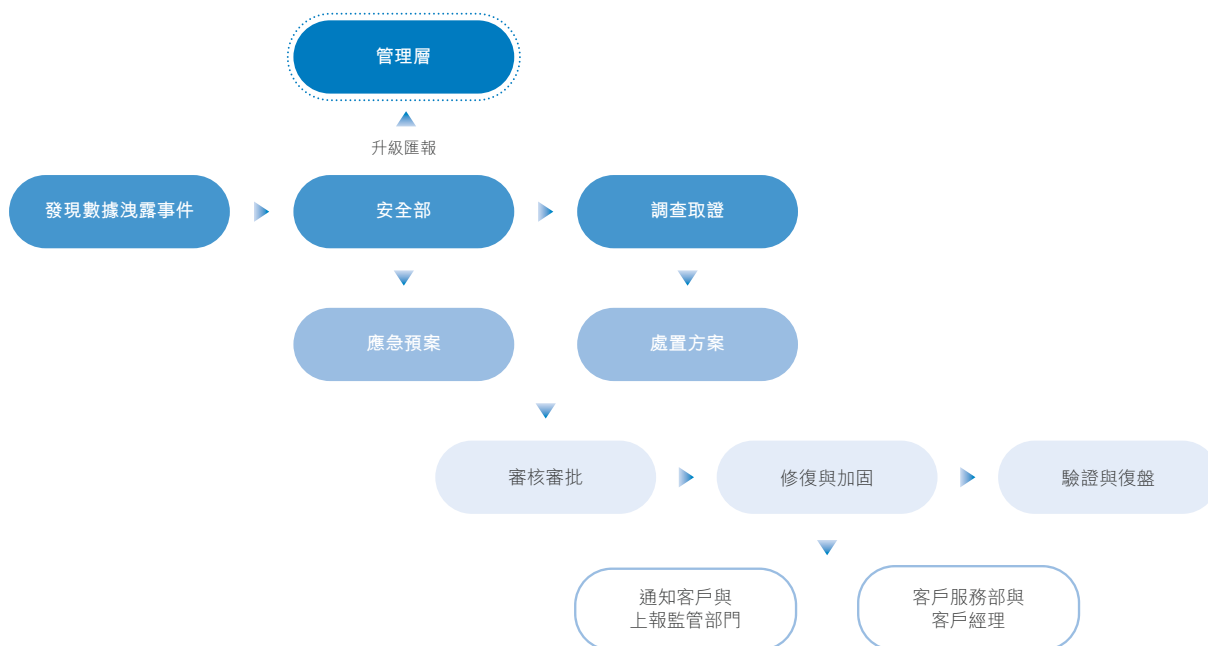 管理層
升級匯報
發現數據洩露事件
安全部
調查取證
應急預案
處置方案
審核審批
修復與加固
驗證與復盤
通知客戶與
上報監管部門
客戶服務部與
客戶經理